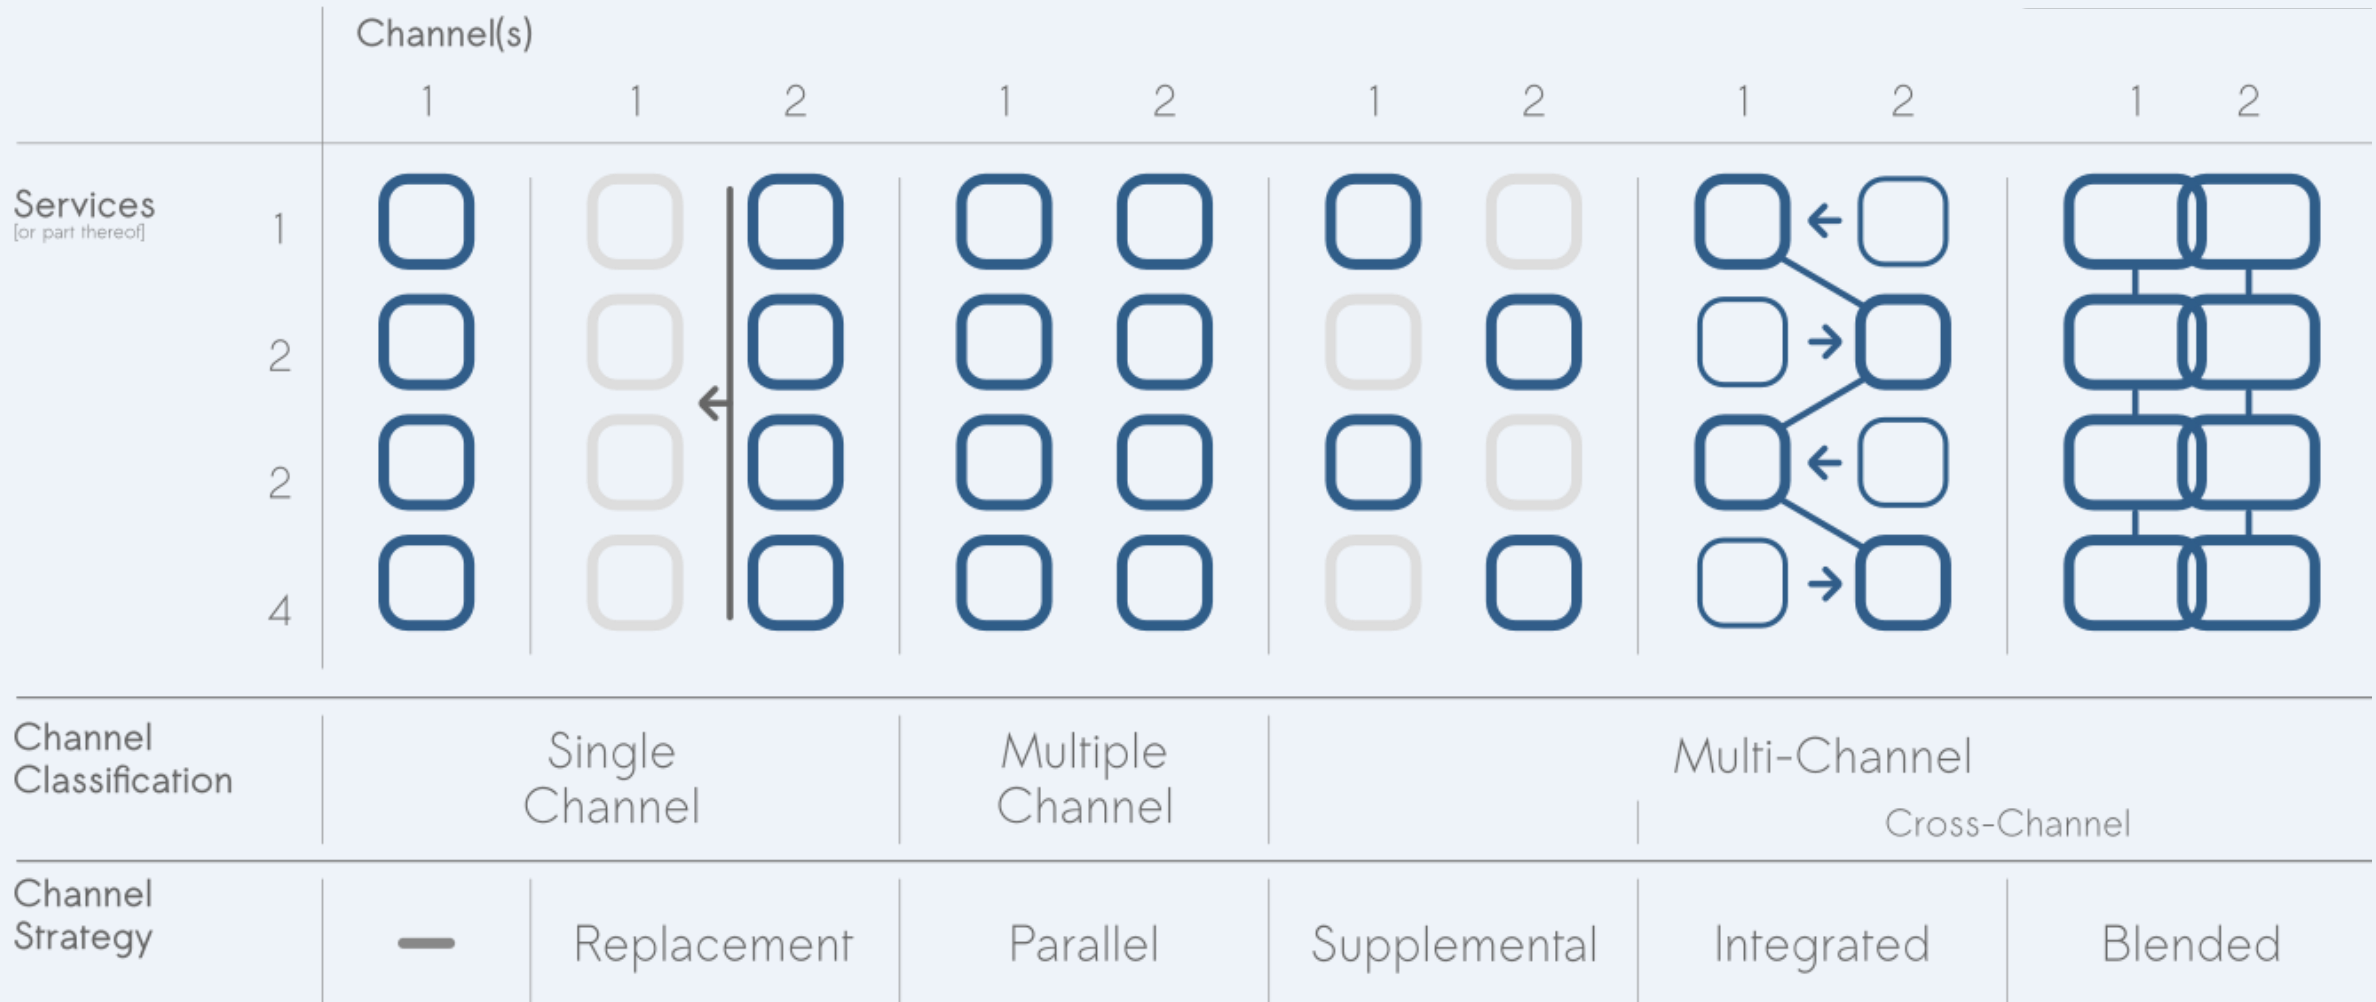 Channel(s)
1 1 2 1 2 1 2 1 2 1 2
Services
[or part thereof]
1
2
2
4
Channel
Classification
Single
Channel
Multiple
Channel
Multi-Channel
Cross-Channel
Channel
Strategy
Replacement
Parallel
Supplemental
Integrated
Blended